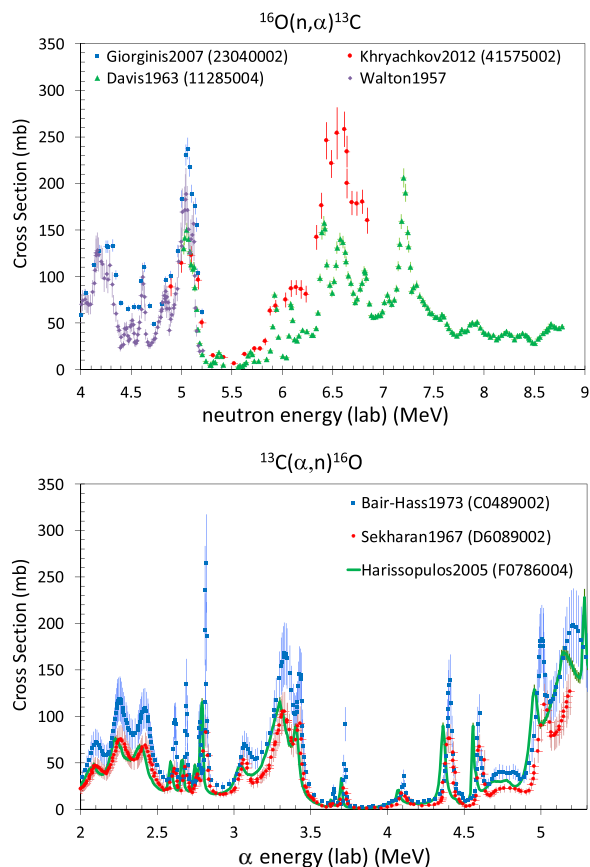 ¹⁶O(n,α)¹³C
350
300
250
200
150
100
50
0
Cross Section (mb)
Giorginis2007 (23040002)
Khryachkov2012 (41575002)
Davis1963 (11285004)
Walton1957
4 4.5 5 5.5 6 6.5 7 7.5 8 8.5 9
neutron energy (lab) (MeV)
¹³C(α,n)¹⁶O
350
300
250
200
150
100
50
0
Cross Section (mb)
Bair-Hass1973 (C0489002)
Sekharan1967 (D6089002)
Harissopulos2005 (F0786004)
2 2.5 3 3.5 4 4.5 5
α energy (lab) (MeV)